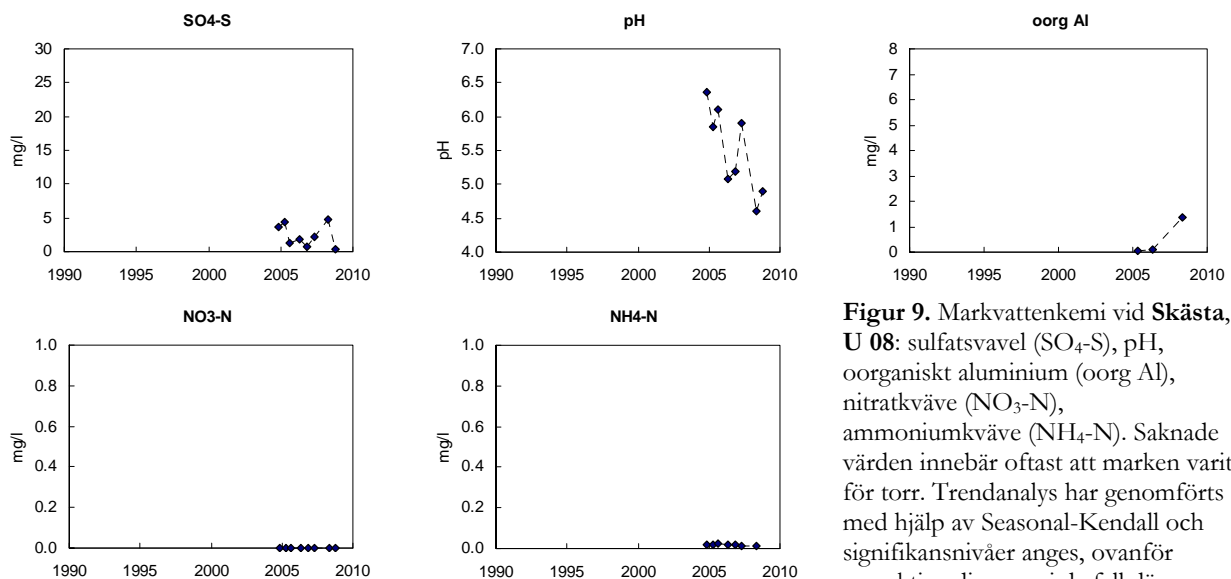 SO4-S
30
25
20
15
10
5
0
mg/l
1990 1995 2000 2005 2010
pH
7.0
6.5
6.0
5.5
5.0
4.5
4.0
pH
1990 1995 2000 2005 2010
oorg Al
8
7
6
5
4
3
2
1
0
mg/l
1990 1995 2000 2005 2010
NO3-N
1.0
0.8
0.6
0.4
0.2
0.0
mg/l
1990 1995 2000 2005 2010
NH4-N
1.0
0.8
0.6
0.4
0.2
0.0
mg/l
1990 1995 2000 2005 2010
Figur 9. Markvattenkemi vid Skästa,
U 08: sulfatsvavel (SO4-S), pH,
oorganiskt aluminium (oorg Al),
nitratkväve (NO3-N),
ammoniumkväve (NH4-N). Saknade
värden innebär oftast att marken varit
för torr. Trendanalys har genomförts
med hjälp av Seasonal-Kendall och
signifikansnivåer anges, ovanför